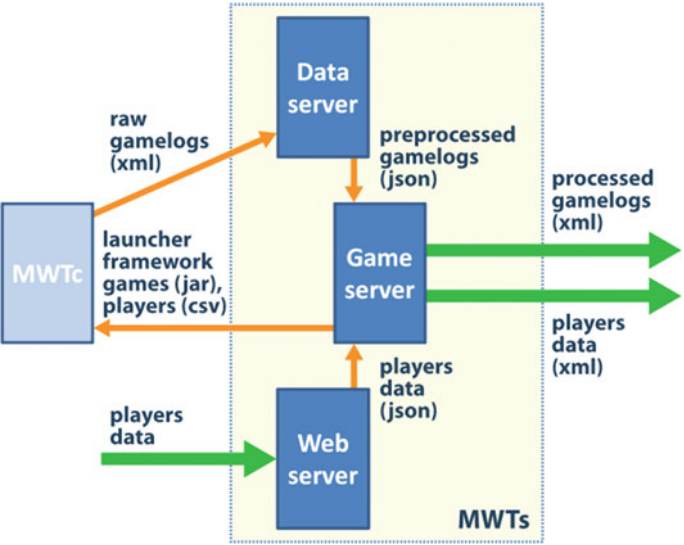 Data
server
raw
gamelogs
(xml)
preprocessed
gamelogs
(json)
processed
gamelogs
(xml)
MWTc
launcher
framework
games (jar),
players (csv)
Game
server
players
data
(xml)
players
data
(json)
players
data
Web
server
MWTs